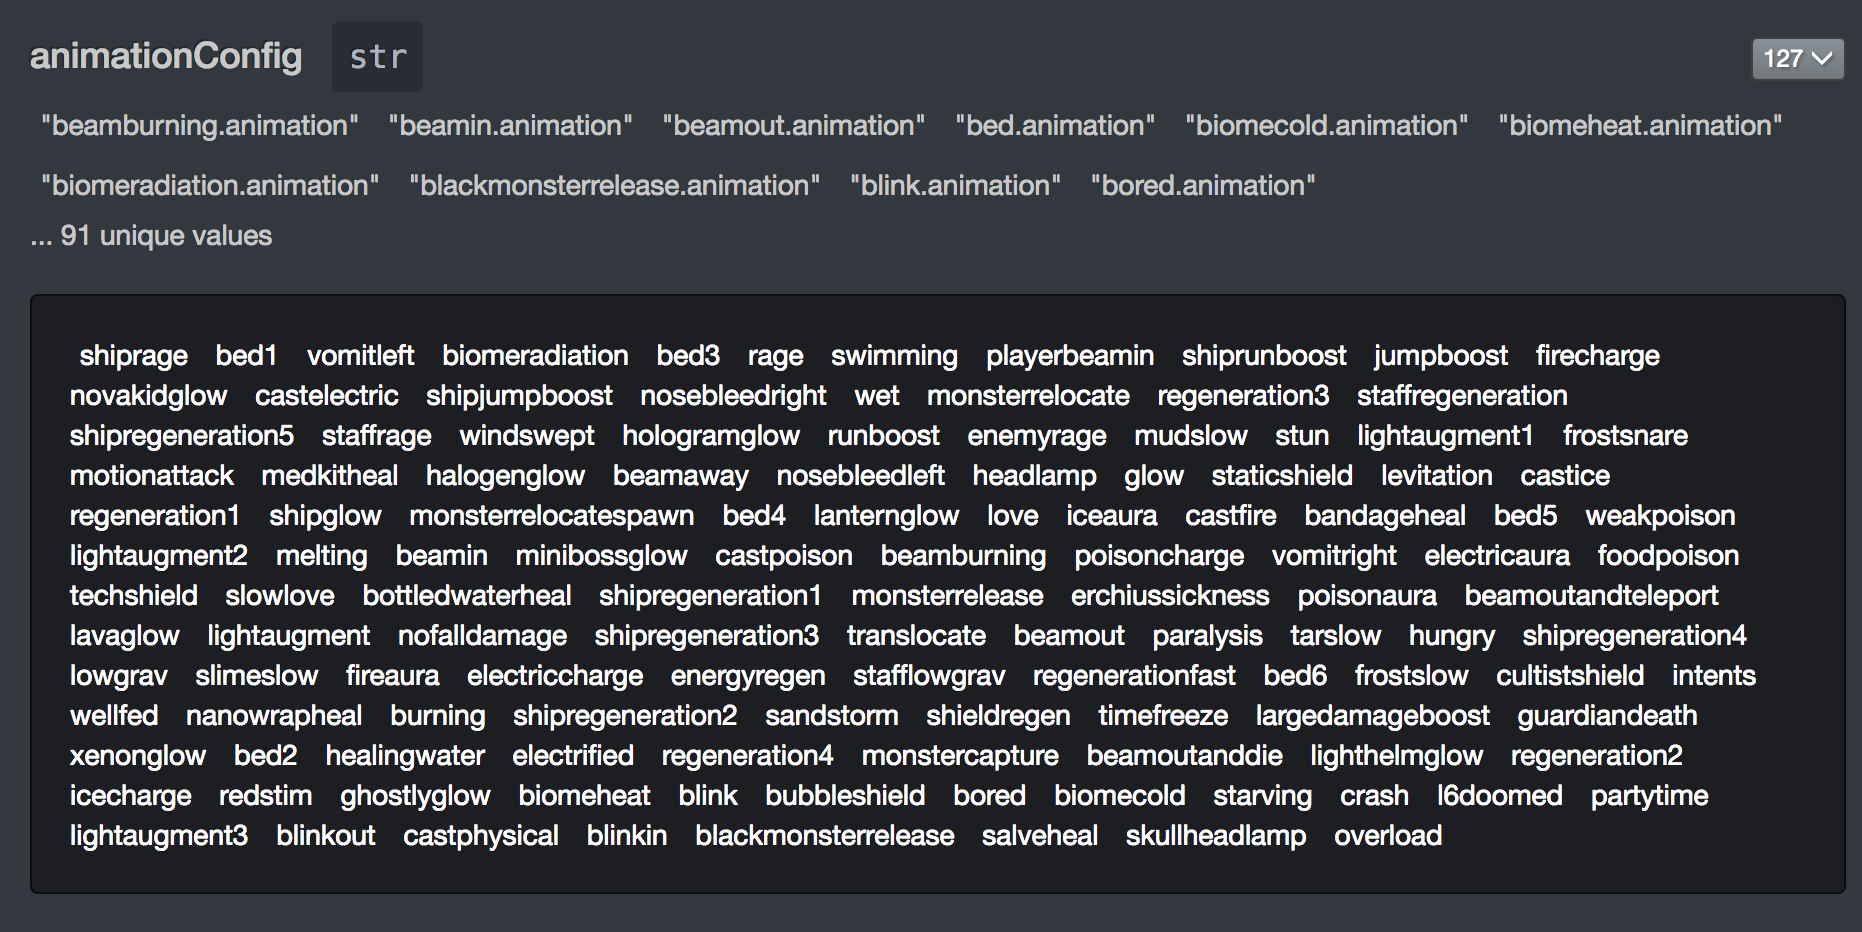 animationConfig str 127
"beamburning.animation" "beamin.animation" "beamout.animation" "bed.animation" "biomecold.animation" "biomeheat.animation"
"biomeradiation.animation" "blackmonsterrelease.animation" "blink.animation" "bored.animation"
... 91 unique values
shiprage bed1 vomitleft biomeradiation bed3 rage swimming playerbeamin shiprunboost jumpboost firecharge
novakidglow castelectric shipjumpboost nosebleedright wet monsterrelocate regeneration3 staffregeneration
shipregeneration5 staffrage windswept hologramglow runboost enemyrage mudslow stun lightaugment1 frostsnare
motionattack medkitheal halogenglow beamaway nosebleedleft headlamp glow staticshield levitation castice
regeneration1 shipglow monsterrelocatespawn bed4 lanternglow love iceaura castfire bandageheal bed5 weakpoison
lightaugment2 melting beamin minibossglow castpoison beamburning poisoncharge vomitright electricaura foodpoison
techshield slowlove bottledwaterheal shipregeneration1 monsterrelease erchiussickness poisonaura beamoutandteleport
lavaglow lightaugment nofalldamage shipregeneration3 translocate beamout paralysis tarslow hungry shipregeneration4
lowgrav slimeslow fireaura electriccharge energyregen stafflowgrav regenerationfast bed6 frostslow cultistshield intents
wellfed nanowrapheal burning shipregeneration2 sandstorm shieldregen timefreeze largedamageboost guardiandeath
xenonglow bed2 healingwater electrified regeneration4 monstercapture beamoutanddie lighthelmglow regeneration2
icecharge redstim ghostlyglow biomeheat blink bubbleshield bored biomecold starving crash l6doomed partytime
lightaugment3 blinkout castphysical blinkin blackmonsterrelease salveheal skullheadlamp overload